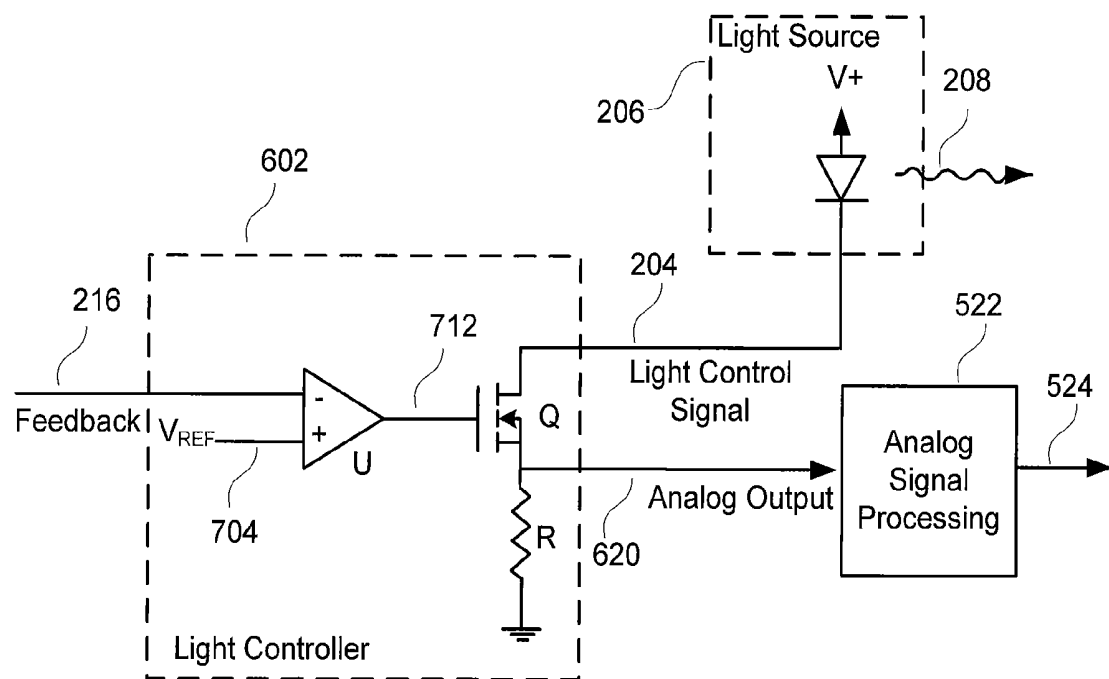 Light Source
V+
206
208
602
204
216
712
522
Light Control
Signal
524
Feedback
VREF
-
+
U
Q
Analog
Signal
Processing
704
Analog Output
620
R
Light Controller